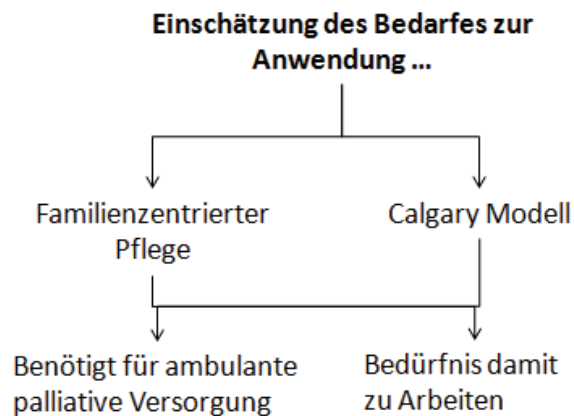 Einschätzung des Bedarfes zur
Anwendung ...
Familienzentrierter
Pflege
Calgary Modell
Benötigt für ambulante
palliative Versorgung
Bedürfnis damit
zu Arbeiten